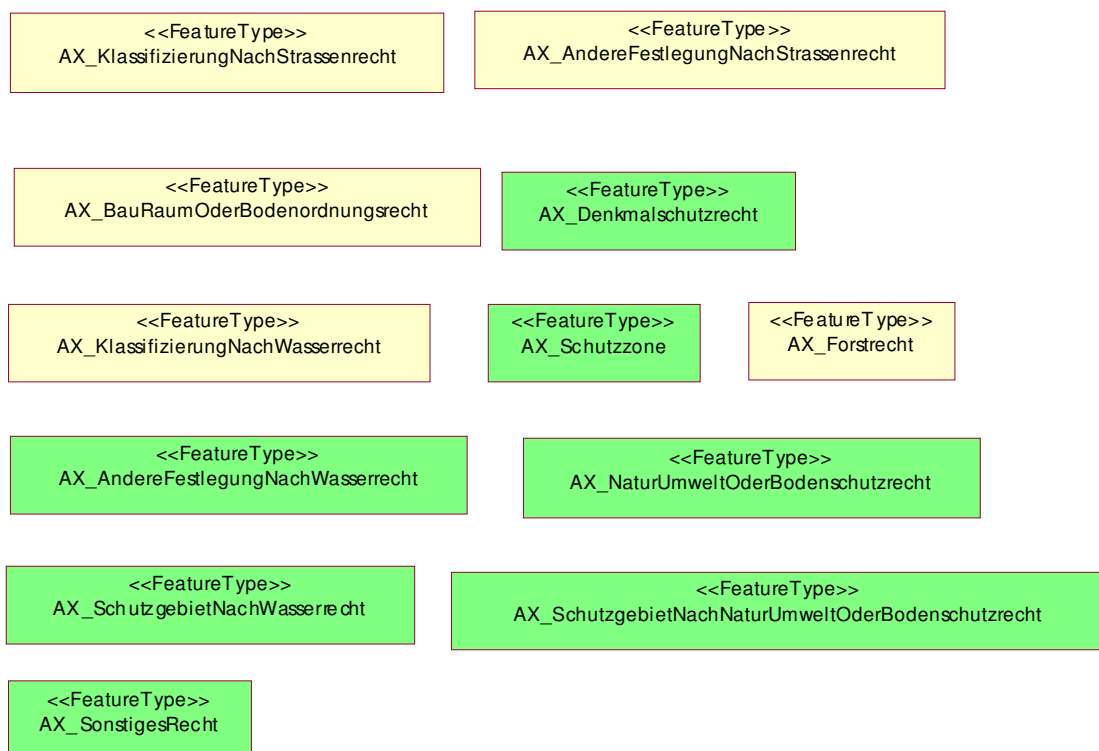 <<FeatureType>>
AX_KlassifizierungNachStrassenrecht
<<FeatureType>>
AX_AndereFestlegungNachStrassenrecht
<<FeatureType>>
AX_BauRaumOderBodenordnungsrecht
<<FeatureType>>
AX_Denkmalschutzrecht
<<FeatureType>>
AX_KlassifizierungNachWasserrecht
<<FeatureType>>
AX_Schutzzone
<<FeatureType>>
AX_Forstrecht
<<FeatureType>>
AX_AndereFestlegungNachWasserrecht
<<FeatureType>>
AX_NaturUmweltOderBodenschutzrecht
<<FeatureType>>
AX_SchutzgebietNachWasserrecht
<<FeatureType>>
AX_SchutzgebietNachNaturUmweltOderBodenschutzrecht
<<FeatureType>>
AX_SonstigesRecht